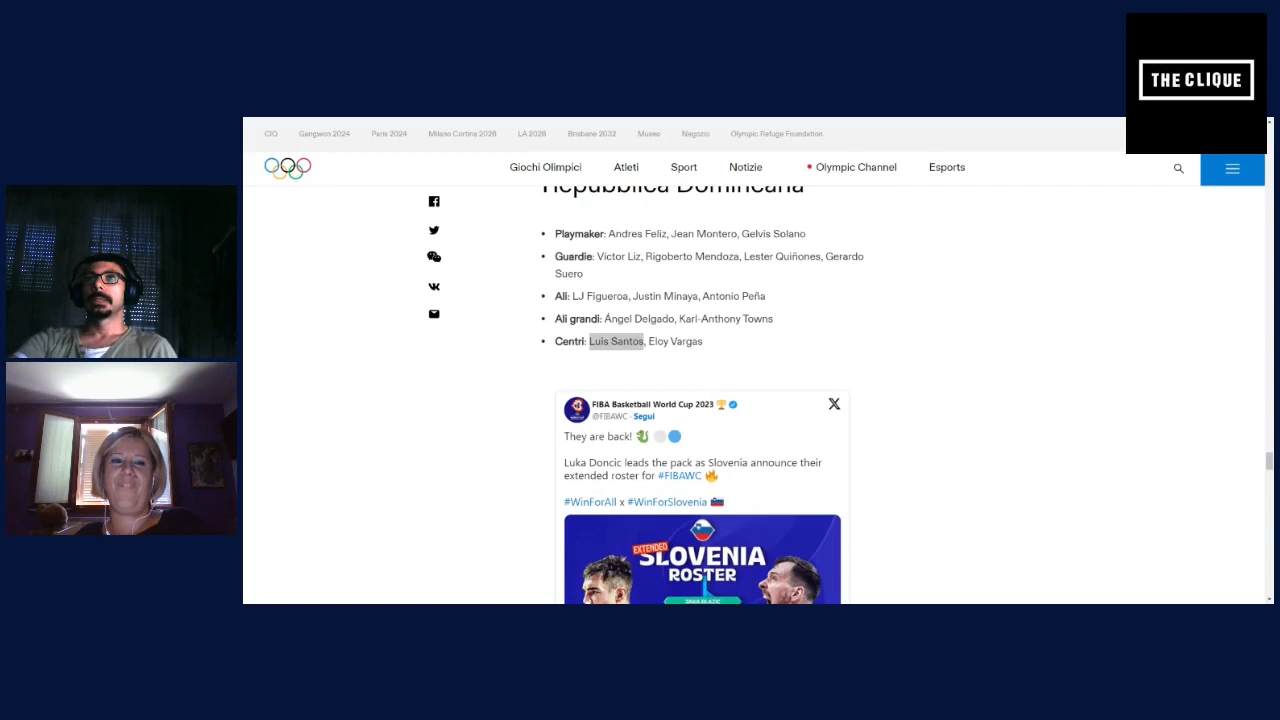 THE CLIQUE
CIO Gangwon 2024 Paris 2024 Milano Cortina 2026 LA 2028 Brisbane 2032 Museo Negozio Olympic Refuge Foundation
Giochi Olimpici Atleti Sport Notizie Olympic Channel Esports
Repubblica Dominicana
• Playmaker: Andres Feliz, Jean Montero, Gelvis Solano
• Guardie: Víctor Liz, Rigoberto Mendoza, Lester Quiñones, Gerardo
Suero
• Ali: LJ Figueroa, Justin Minaya, Antonio Peña
• Ali grandi: Ángel Delgado, Karl-Anthony Towns
• Centri: Luis Santos, Eloy Vargas
FIBA Basketball World Cup 2023 🏆
@FIBAWC · Segui
They are back! 🐉 ⚪🔵
Luka Doncic leads the pack as Slovenia announce their
extended roster for #FIBAWC 🔥
#WinForAll x #WinForSlovenia 🇸🇮
EXTENDED
SLOVENIA
ROSTER